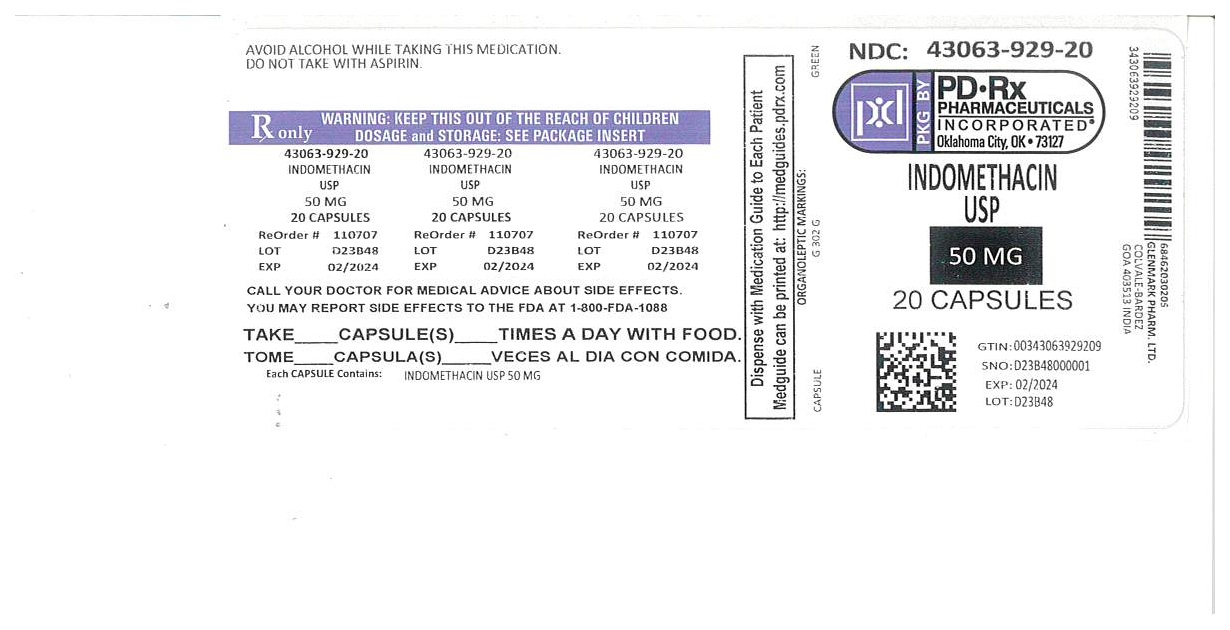 AVOID ALCOHOL WHILE TAKING THIS MEDICATION.
DO NOT TAKE WITH ASPIRIN.
Rx only
WARNING: KEEP THIS OUT OF THE REACH OF CHILDREN
DOSAGE and STORAGE: SEE PACKAGE INSERT
43063-929-20 43063-929-20 43063-929-20
INDOMETHACIN INDOMETHACIN INDOMETHACIN
USP USP USP
50 MG 50 MG 50 MG
20 CAPSULES 20 CAPSULES 20 CAPSULES
ReOrder # 110707 ReOrder # 110707 ReOrder # 110707
LOT D23B48 LOT D23B48 LOT D23B48
EXP 02/2024 EXP 02/2024 EXP 02/2024
CALL YOUR DOCTOR FOR MEDICAL ADVICE ABOUT SIDE EFFECTS.
YOU MAY REPORT SIDE EFFECTS TO THE FDA AT 1-800-FDA-1088
TAKE____CAPSULE(S)____TIMES A DAY WITH FOOD.
TOME____CAPSULA(S)_____VECES AL DIA CON COMIDA.
Each CAPSULE Contains: INDOMETHACIN USP 50 MG
Dispense with Medication Guide to Each Patient
Medguide can be printed at: http://medguides.pdrx.com
ORGANOLEPTIC MARKINGS:
G 302 G
CAPSULE GREEN
NDC: 43063-929-20
PKG BY
PD·Rx
PHARMACEUTICALS
INCORPORATED®
Oklahoma City, OK • 73127
INDOMETHACIN
USP
50 MG
20 CAPSULES
GTIN: 00343063929209
SNO: D23B48000001
EXP: 02/2024
LOT: D23B48
343063929209
68462030205
GLENMARK PHARM. LTD.
COLVALE-BARDEZ
GOA 403513 INDIA